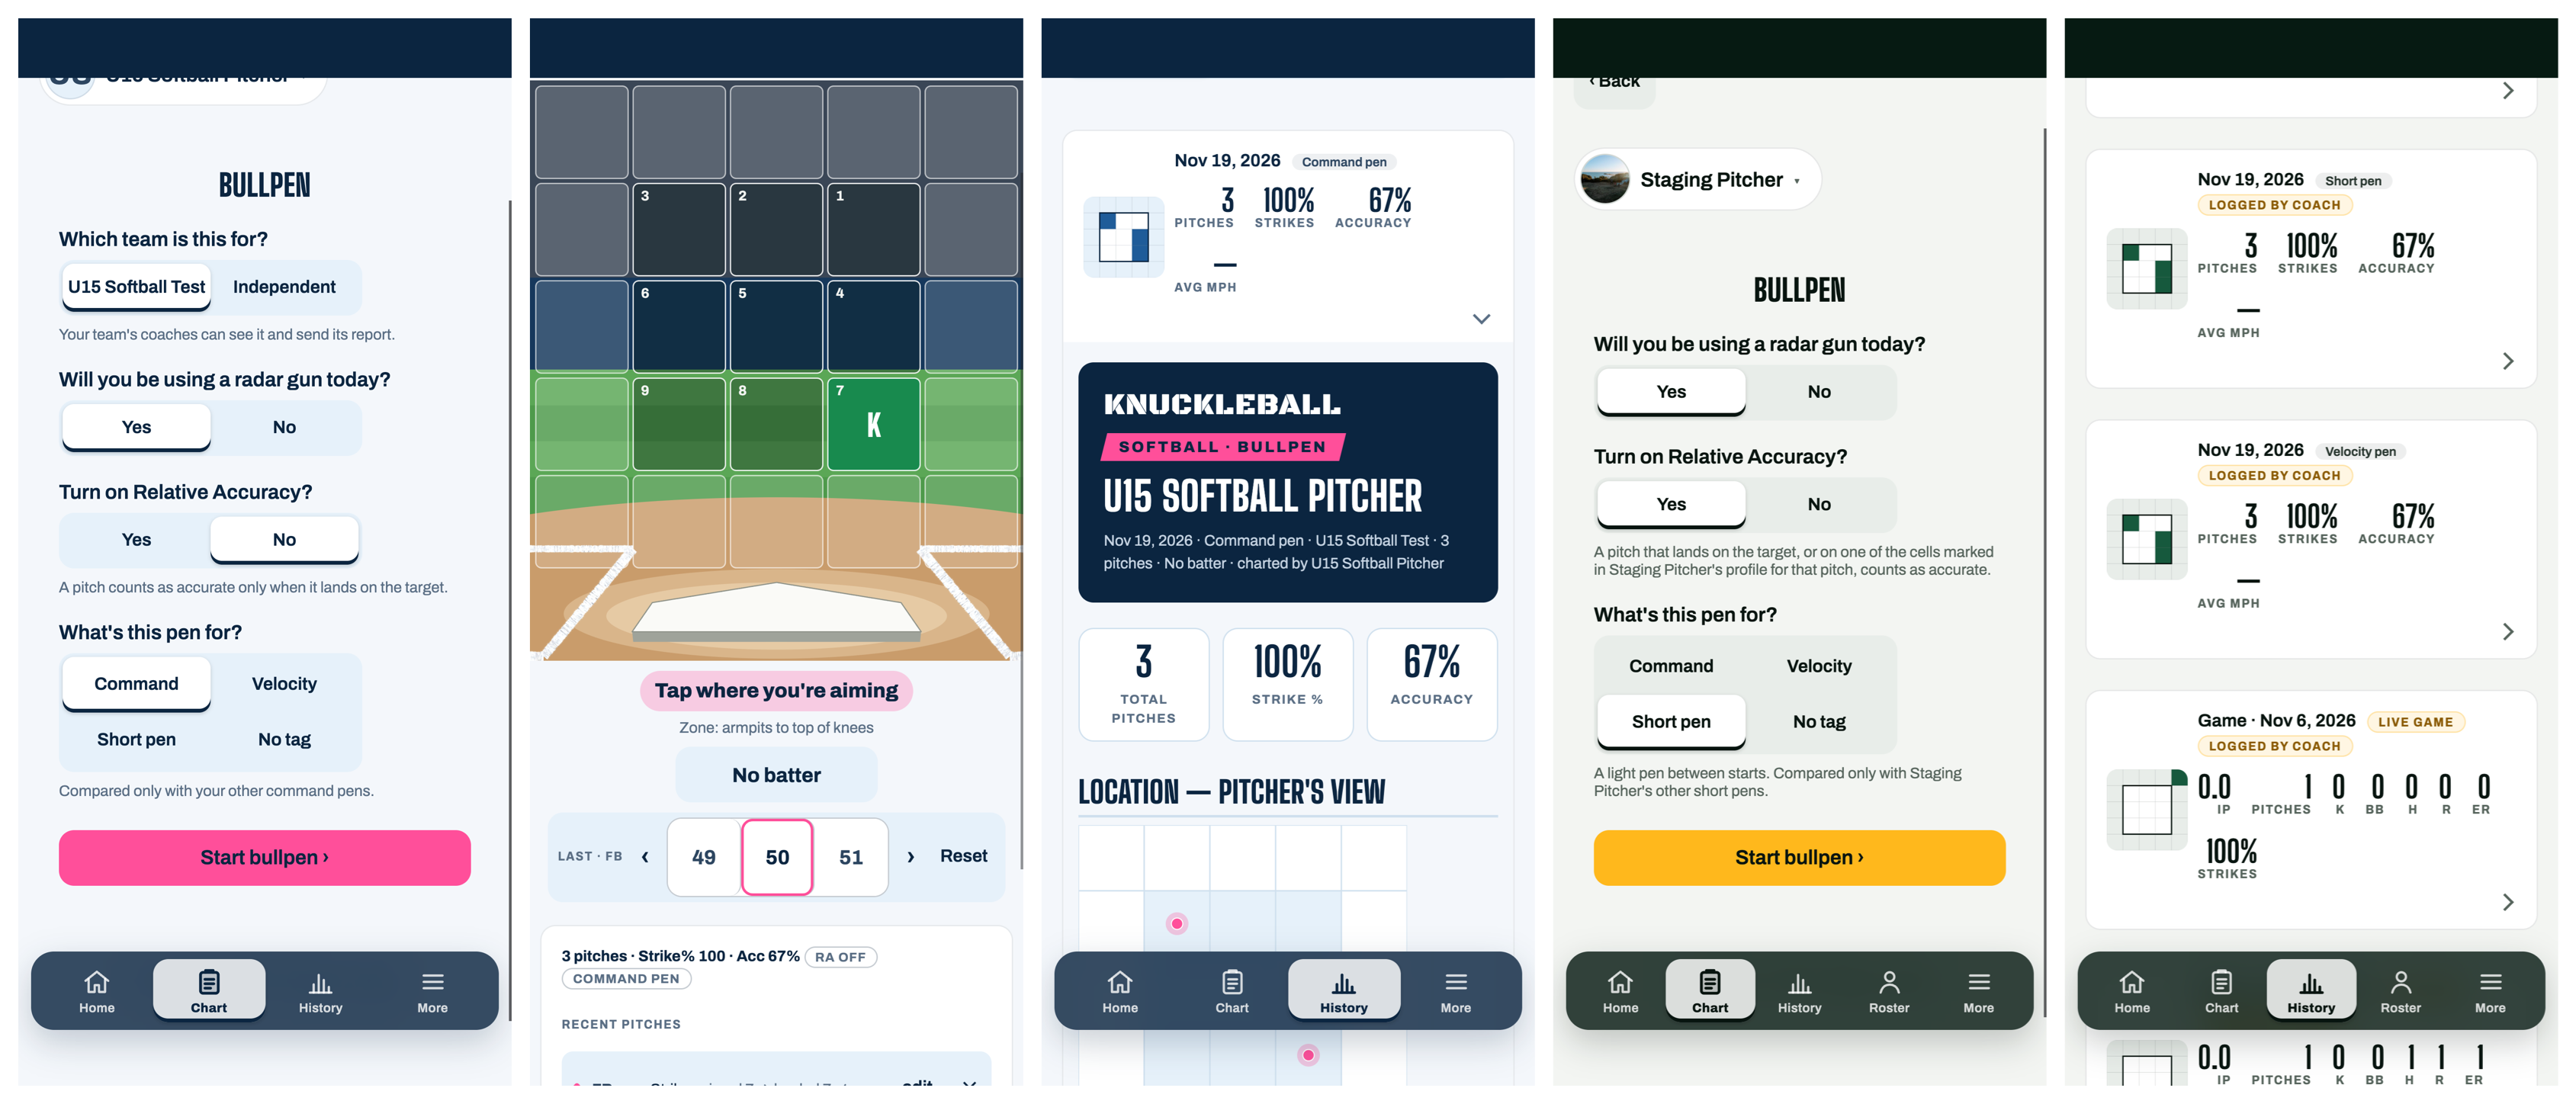 U15 Softball Pitcher
BULLPEN
Which team is this for?
U15 Softball Test Independent
Your team's coaches can see it and send its report.
Will you be using a radar gun today?
Yes No
Turn on Relative Accuracy?
Yes No
A pitch counts as accurate only when it lands on the target.
What's this pen for?
Command Velocity
Short pen No tag
Compared only with your other command pens.
Start bullpen ›
Home Chart History More
3 2 1
6 5 4
9 8 7
K
Tap where you're aiming
Zone: armpits to top of knees
No batter
LAST · FB ‹ 49 50 51 › Reset
3 pitches · Strike% 100 · Acc 67% RA OFF
COMMAND PEN
RECENT PITCHES
Nov 19, 2026 Command pen
3 100% 67%
PITCHES STRIKES ACCURACY
—
AVG MPH
KNUCKLEBALL
SOFTBALL · BULLPEN
U15 SOFTBALL PITCHER
Nov 19, 2026 · Command pen · U15 Softball Test · 3
pitches · No batter · charted by U15 Softball Pitcher
3 100% 67%
TOTAL STRIKE % ACCURACY
PITCHES
LOCATION — PITCHER'S VIEW
Home Chart History More
‹ Back
Staging Pitcher
BULLPEN
Will you be using a radar gun today?
Yes No
Turn on Relative Accuracy?
Yes No
A pitch that lands on the target, or on one of the cells marked
in Staging Pitcher's profile for that pitch, counts as accurate.
What's this pen for?
Command Velocity
Short pen No tag
A light pen between starts. Compared only with Staging
Pitcher's other short pens.
Start bullpen ›
Home Chart History Roster More
Nov 19, 2026 Short pen
LOGGED BY COACH
3 100% 67%
PITCHES STRIKES ACCURACY
—
AVG MPH
Nov 19, 2026 Velocity pen
LOGGED BY COACH
3 100% 67%
PITCHES STRIKES ACCURACY
—
AVG MPH
Game · Nov 6, 2026 LIVE GAME
LOGGED BY COACH
0.0 1 0 0 0 0 0
IP PITCHES K BB H R ER
100%
STRIKES
Home Chart History Roster More
0.0 1 0 0 1 1 1
IP PITCHES K BB H R ER